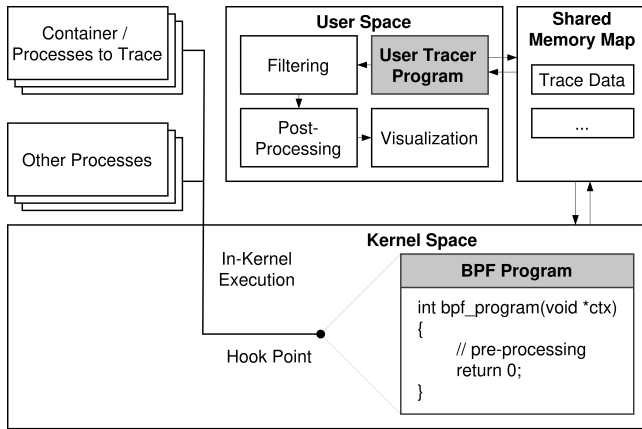 Container /
Processes to Trace
Other Processes
User Space
Filtering
User Tracer
Program
Post-
Processing
Visualization
Shared
Memory Map
Trace Data
...
Kernel Space
In-Kernel
Execution
Hook Point
BPF Program
int bpf_program(void *ctx)
{
// pre-processing
return 0;
}